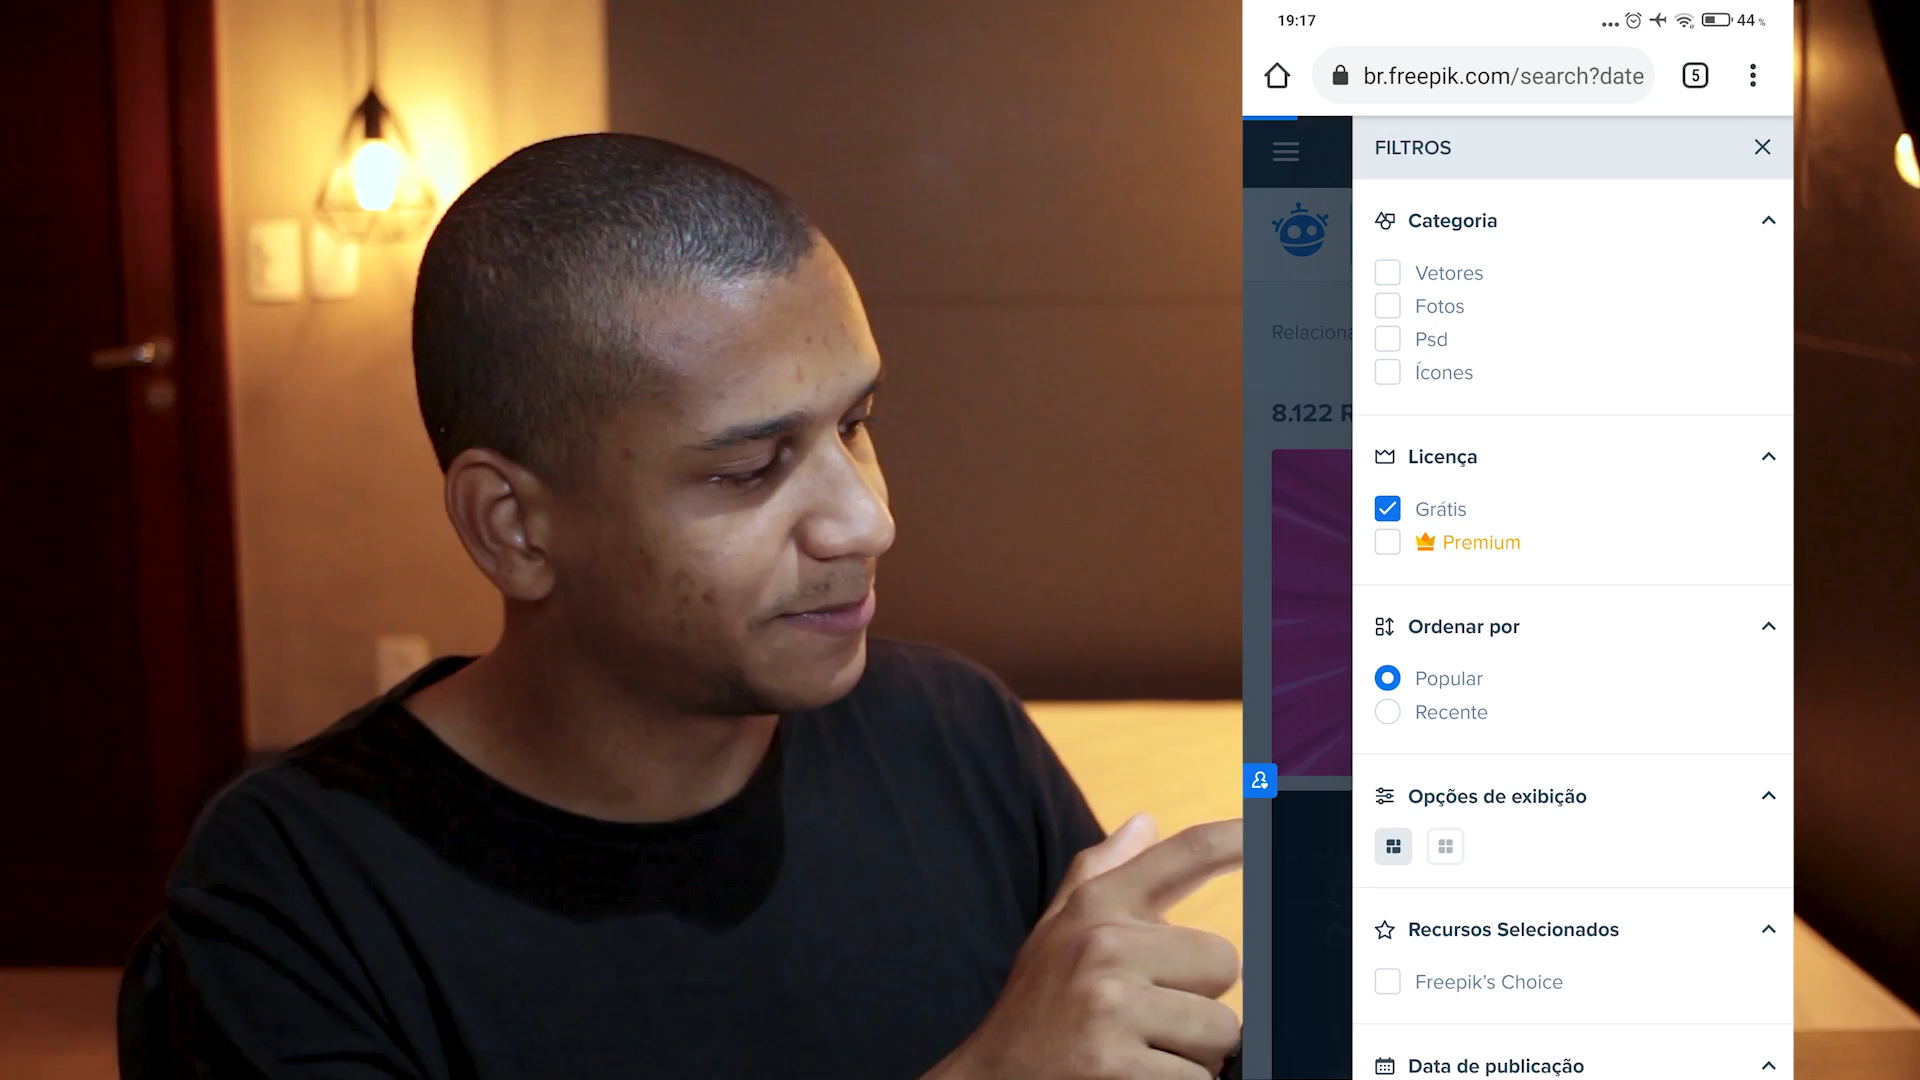 19:17
44 %
br.freepik.com/search?date
5
FILTROS
Categoria
Vetores
Fotos
Psd
Relaciona
Ícones
8.122 R
Licença
Grátis
Premium
Ordenar por
Popular
Recente
Opções de exibição
Recursos Selecionados
Freepik's Choice
Data de publicação